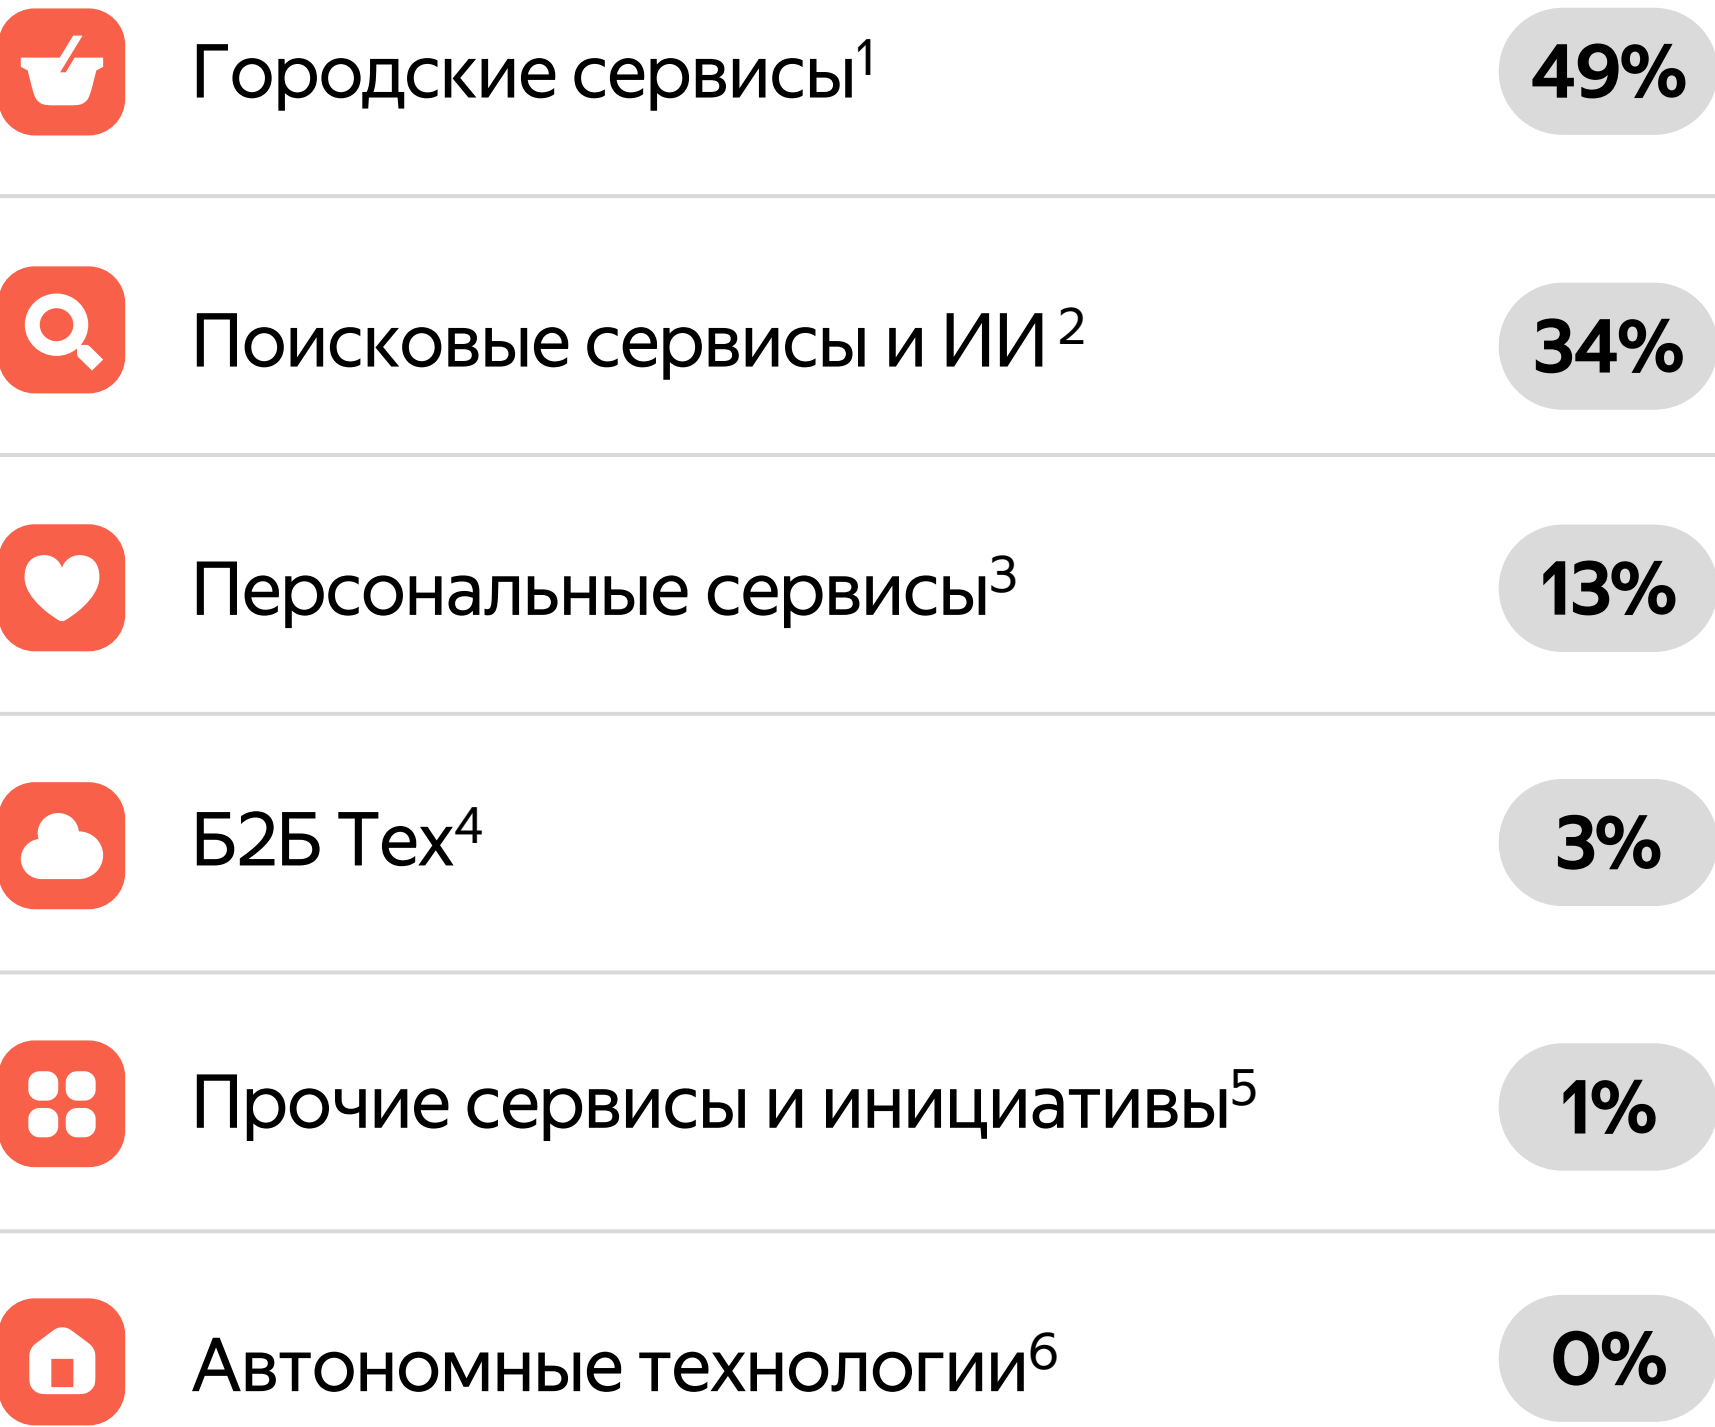 Городские сервисы¹ 49%
Поисковые сервисы и ИИ ² 34%
Персональные сервисы³ 13%
Б2Б Тех⁴ 3%
Прочие сервисы и инициативы⁵ 1%
Автономные технологии⁶ 0%